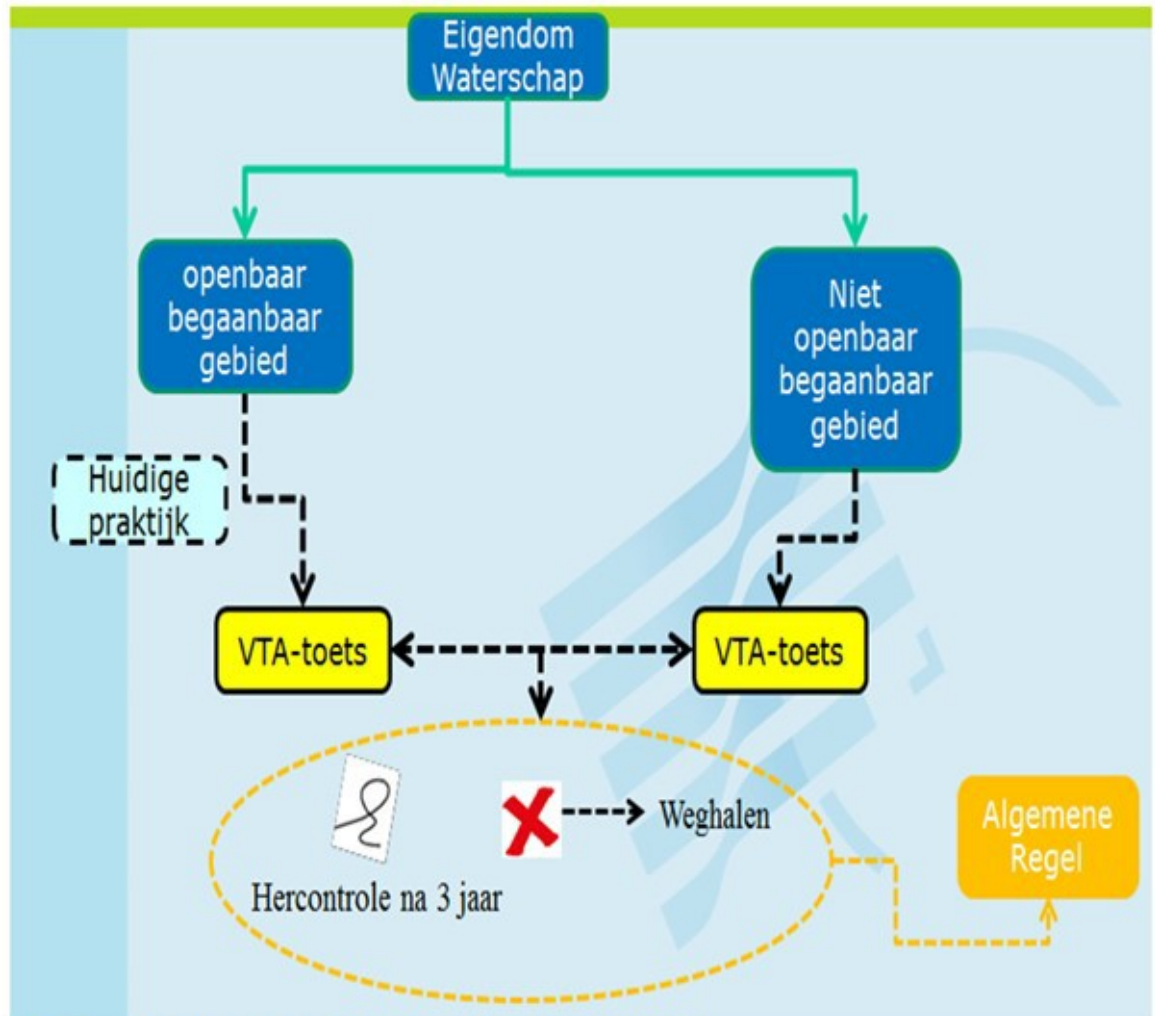 Eigendom
Waterschap
openbaar
begaanbaar
gebied
Niet
openbaar
begaanbaar
gebied
Huidige
praktijk
VTA-toets
VTA-toets
Weghalen
Hercontrole na 3 jaar
Algemene
Regel